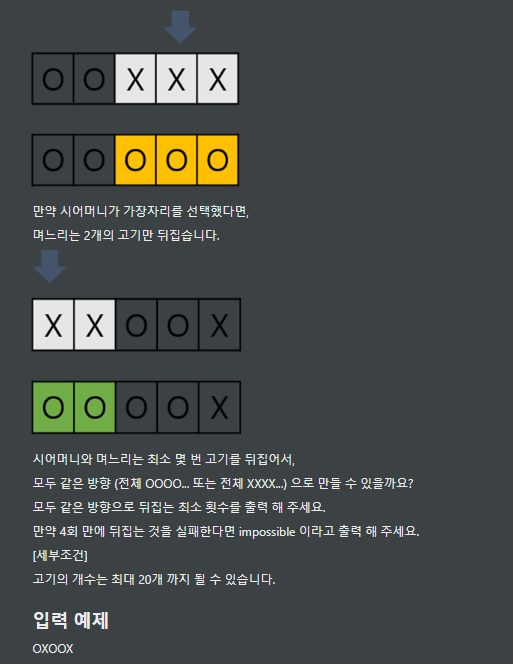 O O X X X
O O O O O
만약 시어머니가 가장자리를 선택했다면,
며느리는 2개의 고기만 뒤집습니다.
X X O O X
O O O O X
시어머니와 며느리는 최소 몇 번 고기를 뒤집어서,
모두 같은 방향 (전체 OOOO... 또는 전체 XXXX...) 으로 만들 수 있을까요?
모두 같은 방향으로 뒤집는 최소 횟수를 출력 해 주세요.
만약 4회 만에 뒤집는 것을 실패한다면 impossible 이라고 출력 해 주세요.
[세부조건]
고기의 개수는 최대 20개 까지 될 수 있습니다.
입력 예제
OXOOX